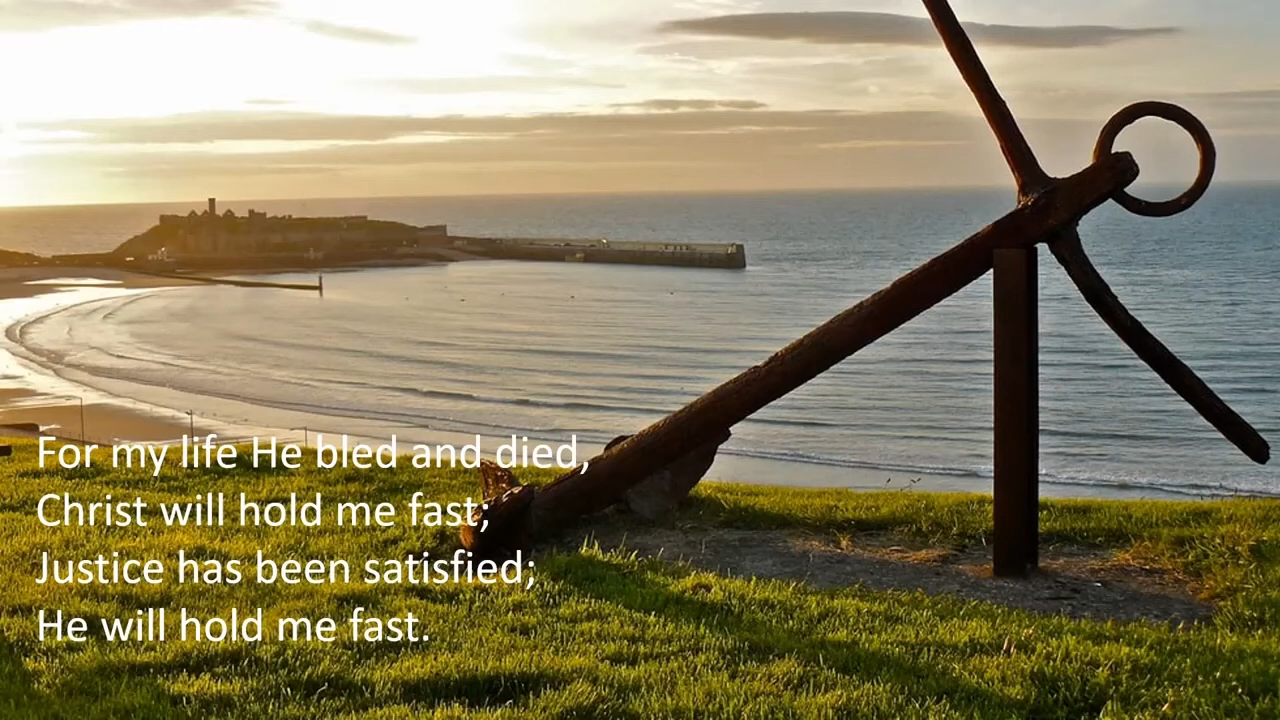 For my life He bled and died,
Christ will hold me fast;
Justice has been satisfied;
He will hold me fast.